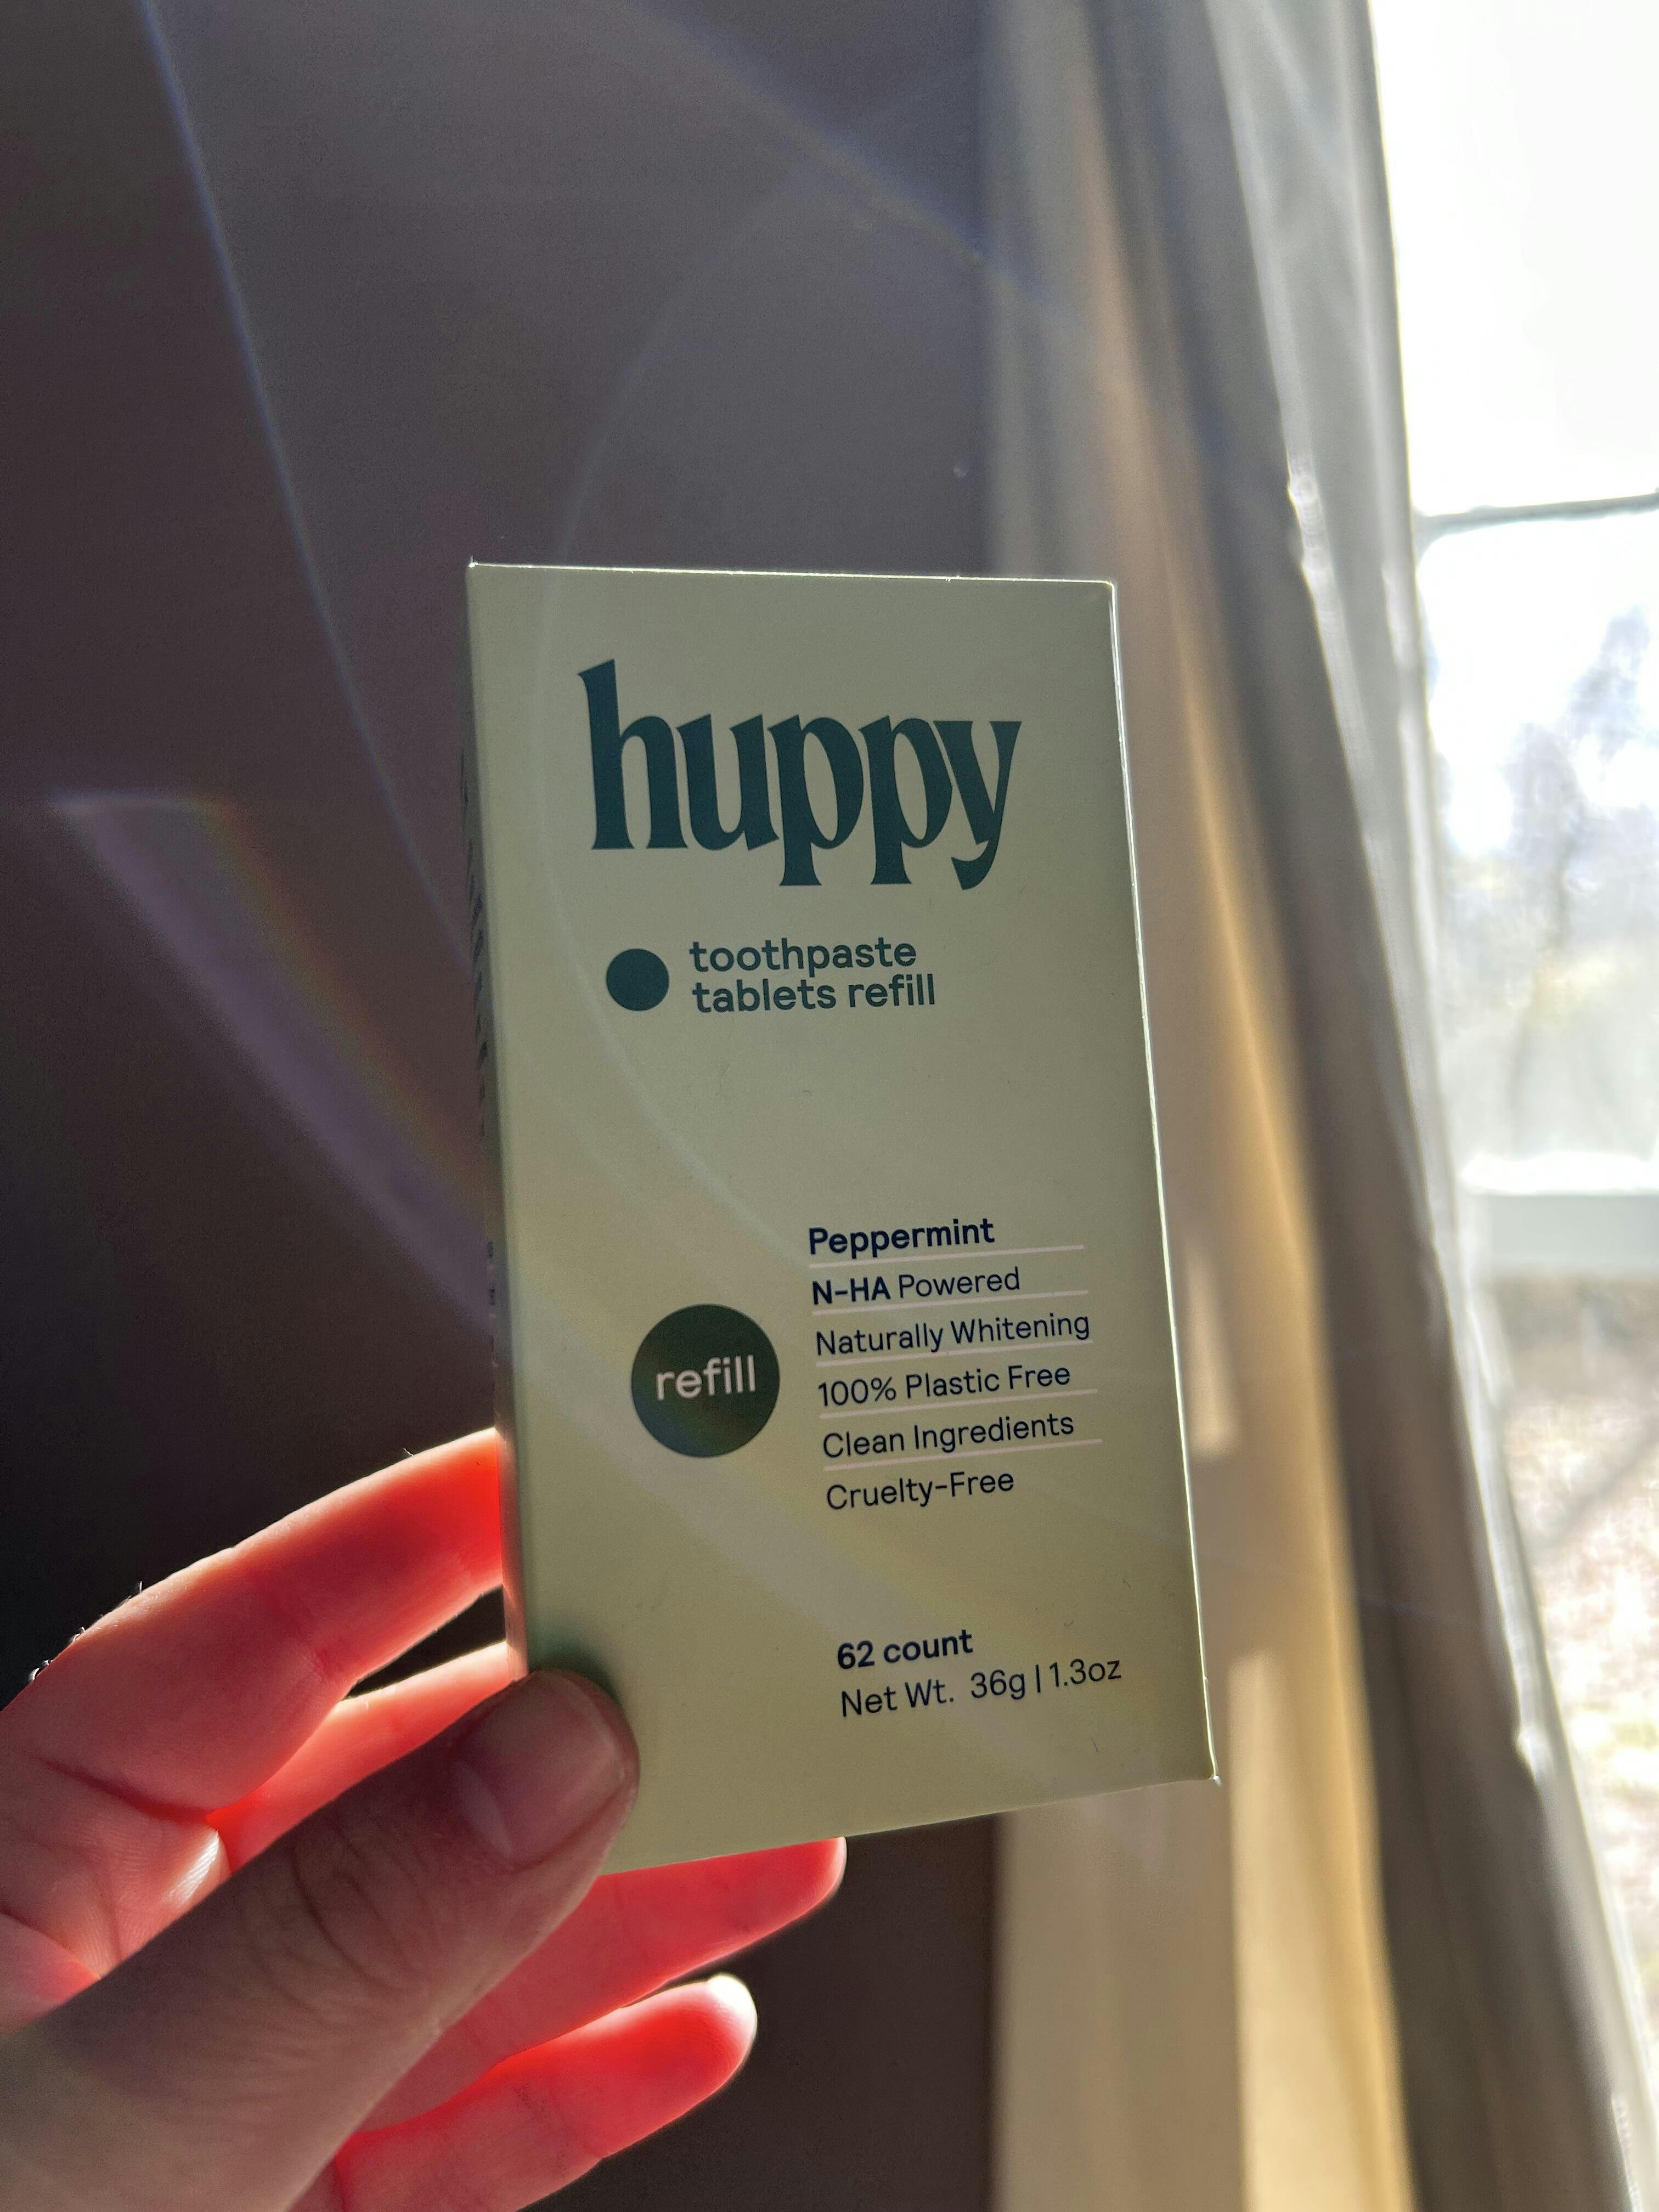 huppy
toothpaste
tablets refill
Peppermint
N-HA Powered
Naturally Whitening
100% Plastic Free
Clean Ingredients
Cruelty-Free
refill
62 count
Net Wt. 36g | 1.3oz